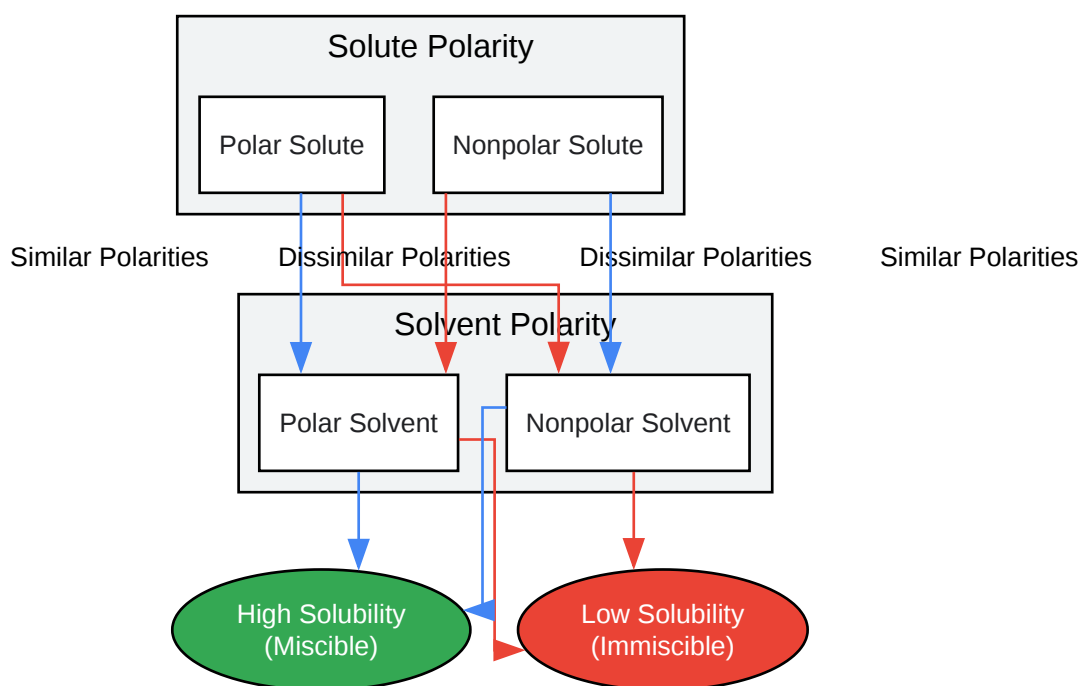 Solute Polarity
Polar Solute
Nonpolar Solute
Similar Polarities
Dissimilar Polarities
Dissimilar Polarities
Similar Polarities
Solvent Polarity
Polar Solvent
Nonpolar Solvent
High Solubility
(Miscible)
Low Solubility
(Immiscible)